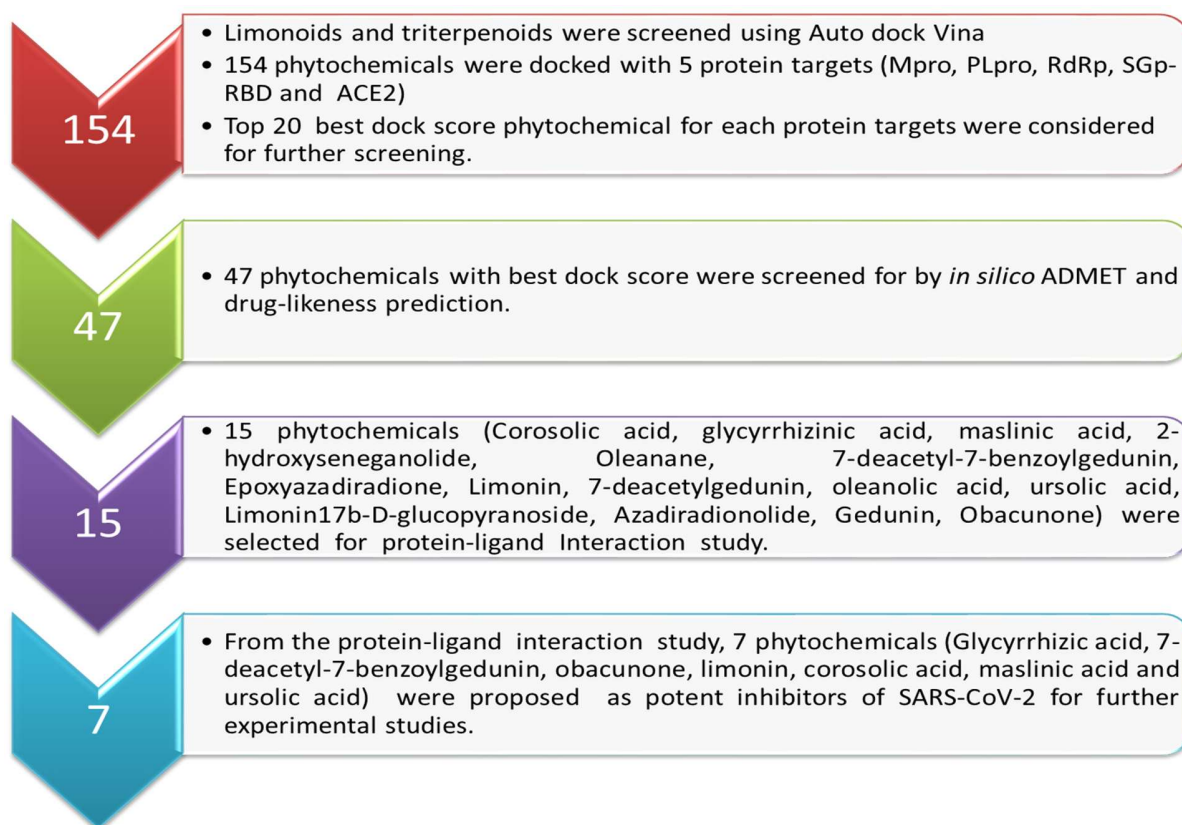 154
• Limonoids and triterpenoids were screened using Auto dock Vina
• 154 phytochemicals were docked with 5 protein targets (Mpro, PLpro, RdRp, SGp-
RBD and ACE2)
• Top 20 best dock score phytochemical for each protein targets were considered
for further screening.
47
• 47 phytochemicals with best dock score were screened for by in silico ADMET and
drug-likeness prediction.
15
• 15 phytochemicals (Corosolic acid, glycyrrhizinic acid, maslinic acid, 2-
hydroxyseneganolide, Oleanane, 7-deacetyl-7-benzoylgedunin,
Epoxyazadiradione, Limonin, 7-deacetylgedunin, oleanolic acid, ursolic acid,
Limonin17b-D-glucopyranoside, Azadiradionolide, Gedunin, Obacunone) were
selected for protein-ligand Interaction study.
7
• From the protein-ligand interaction study, 7 phytochemicals (Glycyrrhizic acid, 7-
deacetyl-7-benzoylgedunin, obacunone, limonin, corosolic acid, maslinic acid and
ursolic acid) were proposed as potent inhibitors of SARS-CoV-2 for further
experimental studies.